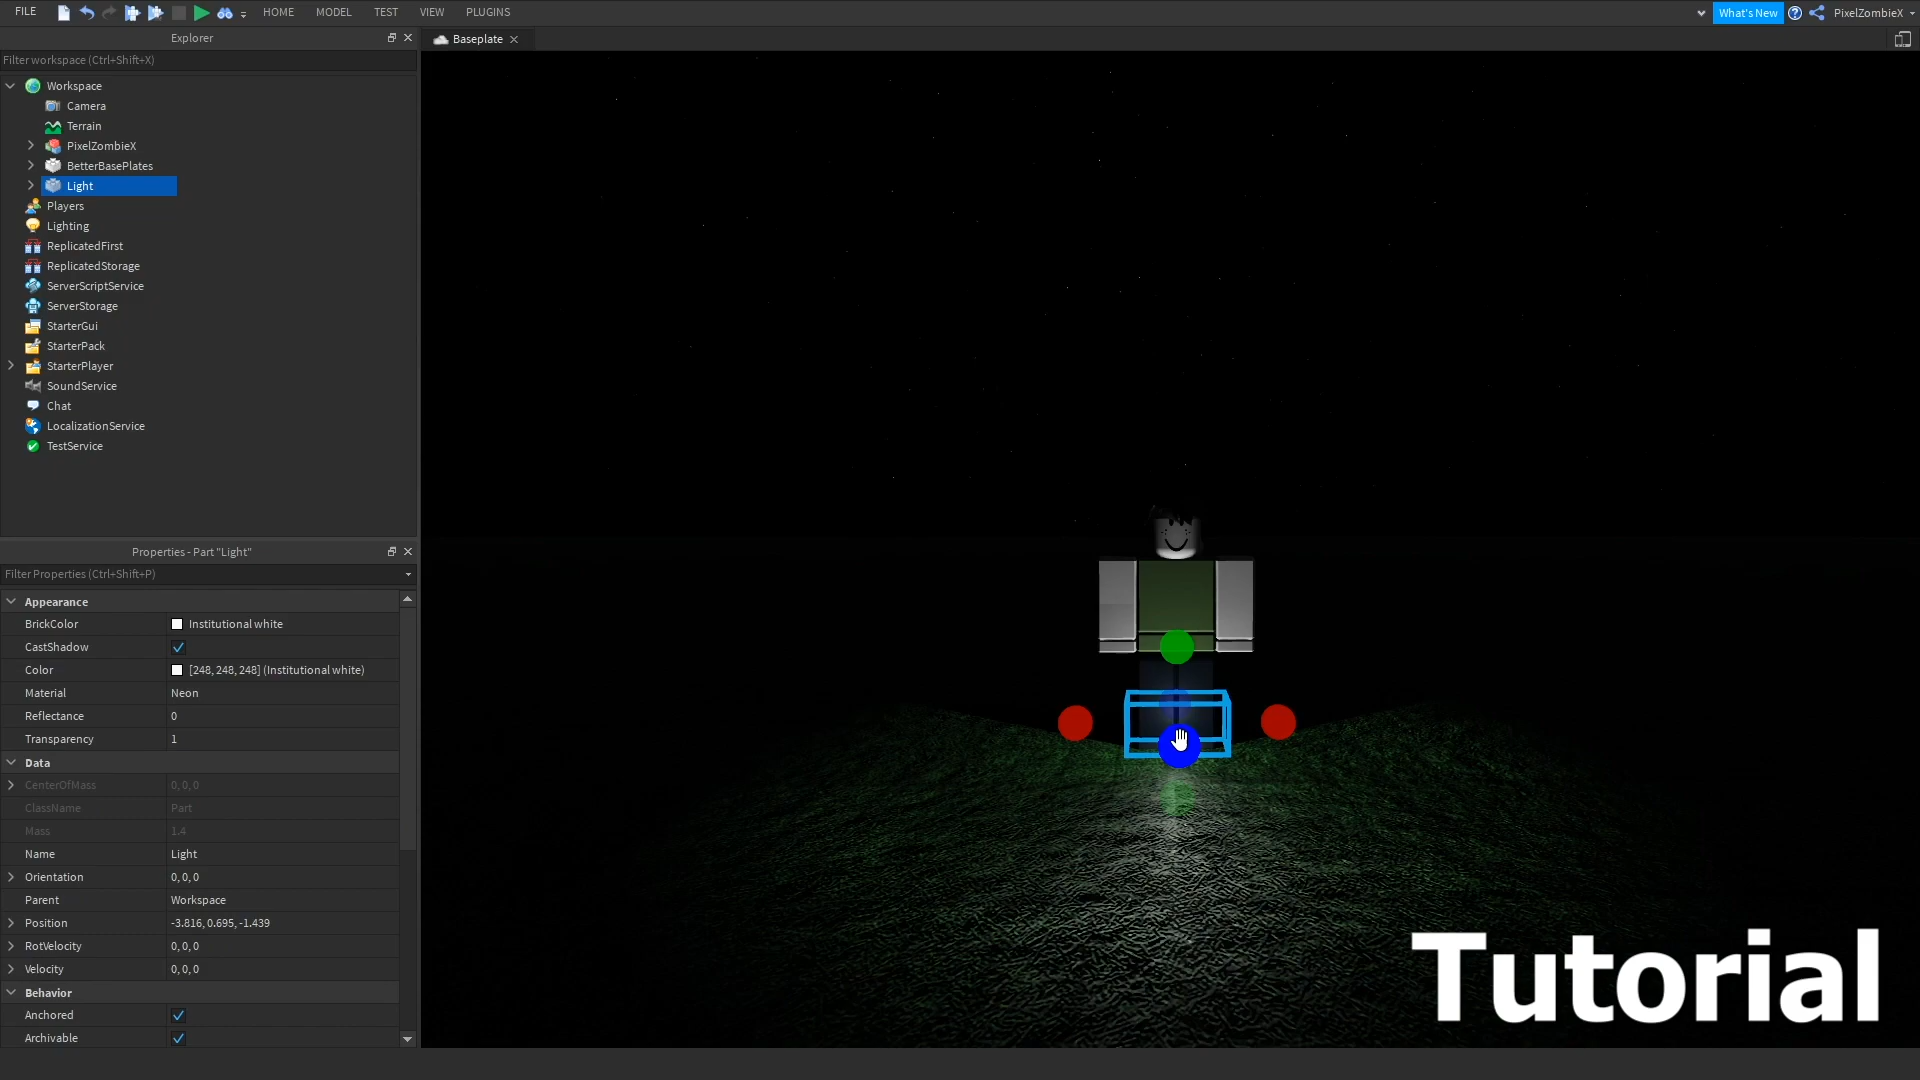 FILE
HOME
MODEL
TEST
VIEW
PLUGINS
What's New
PixelZombieX
Explorer
Baseplate
Filter workspace (Ctrl+Shift+X)
Workspace
Camera
Terrain
PixelZombieX
BetterBasePlates
Light
Players
Lighting
ReplicatedFirst
ReplicatedStorage
ServerScriptService
ServerStorage
StarterGui
StarterPack
StarterPlayer
SoundService
Chat
LocalizationService
TestService
Properties - Part "Light"
Filter Properties (Ctrl+Shift+P)
Appearance
BrickColor Institutional white
CastShadow
Color [248, 248, 248] (Institutional white)
Material Neon
Reflectance 0
Transparency 1
Data
CenterOfMass 0, 0, 0
ClassName Part
Mass 1.4
Name Light
Orientation 0, 0, 0
Parent Workspace
Position -3.816, 0.695, -1.439
RotVelocity 0, 0, 0
Velocity 0, 0, 0
Behavior
Anchored
Archivable
Tutorial